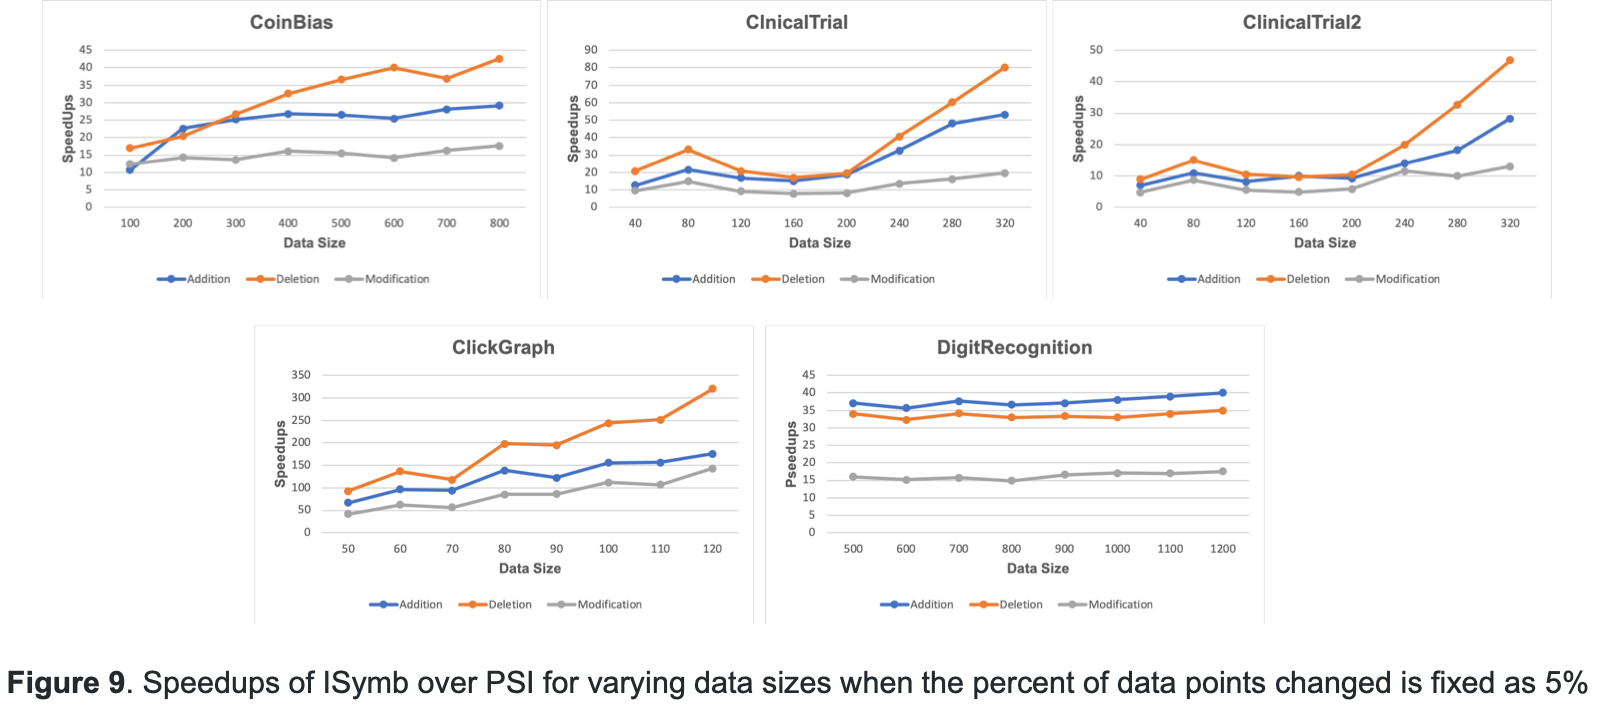 CoinBias
SpeedUps
45
40
35
30
25
20
15
10
5
0
100 200 300 400 500 600 700 800
Data Size
Addition Deletion Modification
ClnicalTrial
Speedups
90
80
70
60
50
40
30
20
10
0
40 80 120 160 200 240 280 320
Data Size
Addition Deletion Modification
ClinicalTrial2
Speedups
50
40
30
20
10
0
40 80 120 160 200 240 280 320
Data Size
Addition Deletion Modification
ClickGraph
Speedups
350
300
250
200
150
100
50
0
50 60 70 80 90 100 110 120
Data Size
Addition Deletion Modification
DigitRecognition
Pseedups
45
40
35
30
25
20
15
10
5
0
500 600 700 800 900 1000 1100 1200
Data Size
Addition Deletion Modification
Figure 9. Speedups of ISymb over PSI for varying data sizes when the percent of data points changed is fixed as 5%